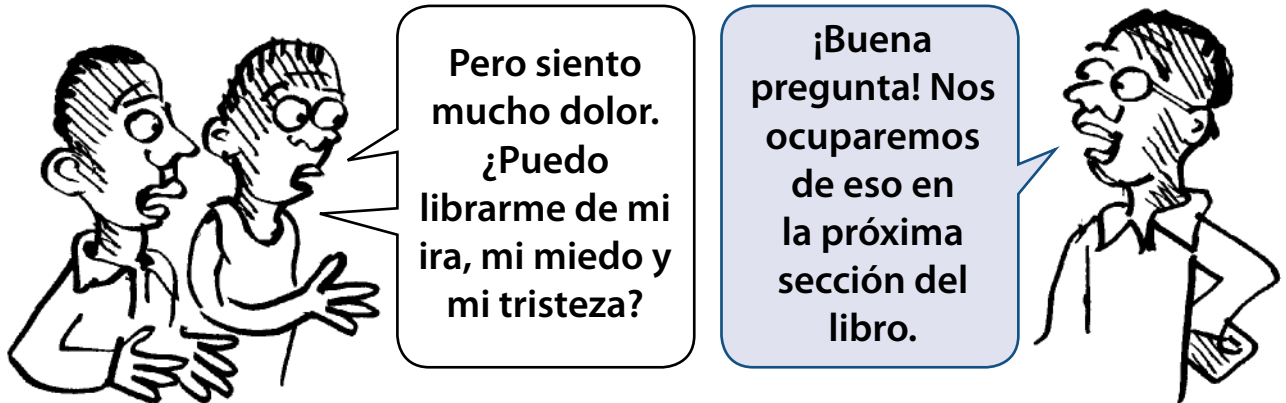 Pero siento
mucho dolor.
¿Puedo
librarme de mi
ira, mi miedo y
mi tristeza?
¡Buena
pregunta! Nos
ocuparemos
de eso en
la próxima
sección del
libro.